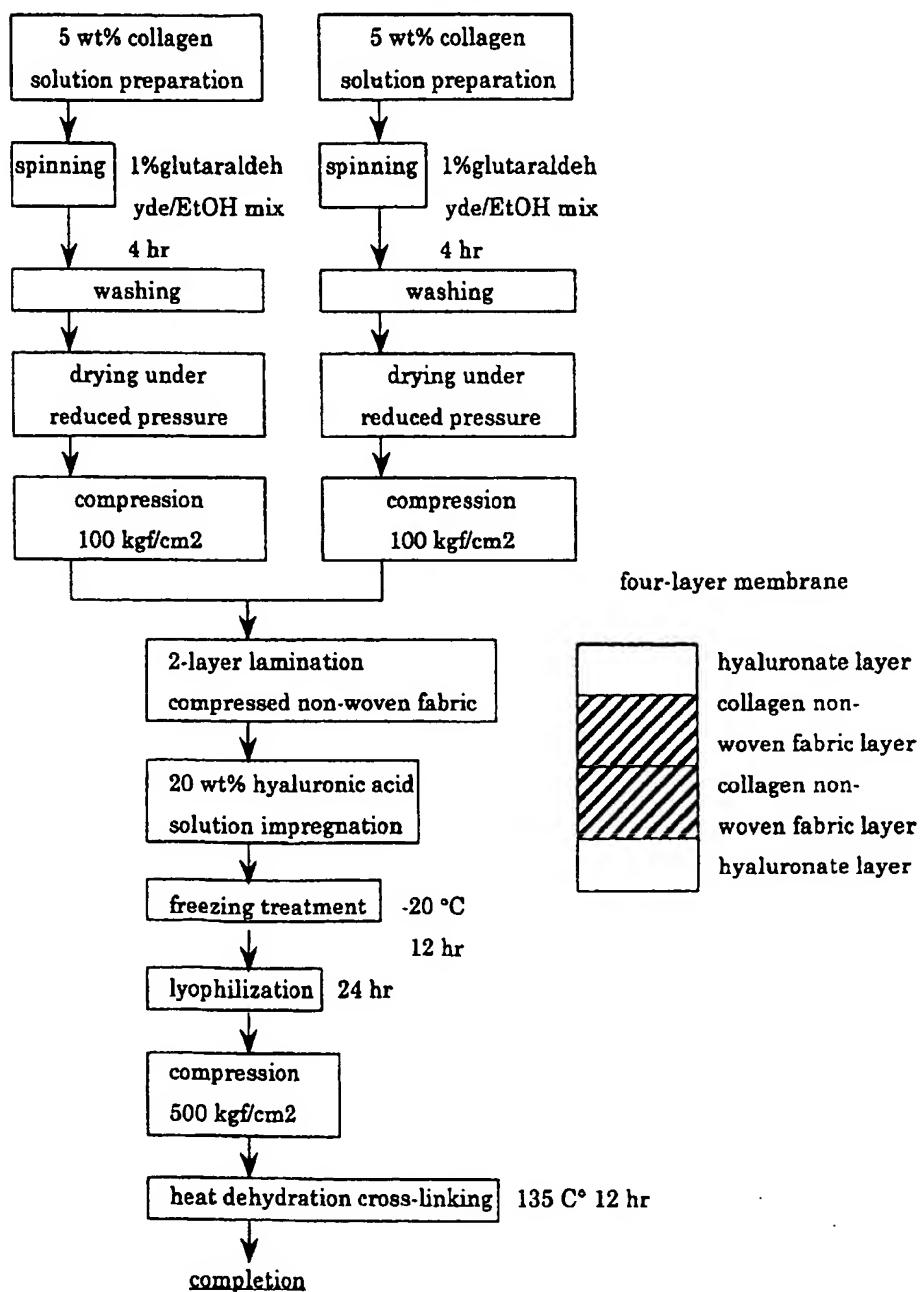 5 wt% collagen
solution preparation
5 wt% collagen
solution preparation
spinning
1%glutaraldeh
yde/EtOH mix
4 hr
spinning
1%glutaraldeh
yde/EtOH mix
4 hr
washing
washing
drying under
reduced pressure
drying under
reduced pressure
compression
100 kgf/cm2
compression
100 kgf/cm2
2-layer lamination
compressed non-woven fabric
20 wt% hyaluronic acid
solution impregnation
freezing treatment
-20 °C
12 hr
lyophilization
24 hr
compression
500 kgf/cm2
heat dehydration cross-linking
135 C° 12 hr
completion
four-layer membrane
hyaluronate layer
collagen non-
woven fabric layer
collagen non-
woven fabric layer
hyaluronate layer